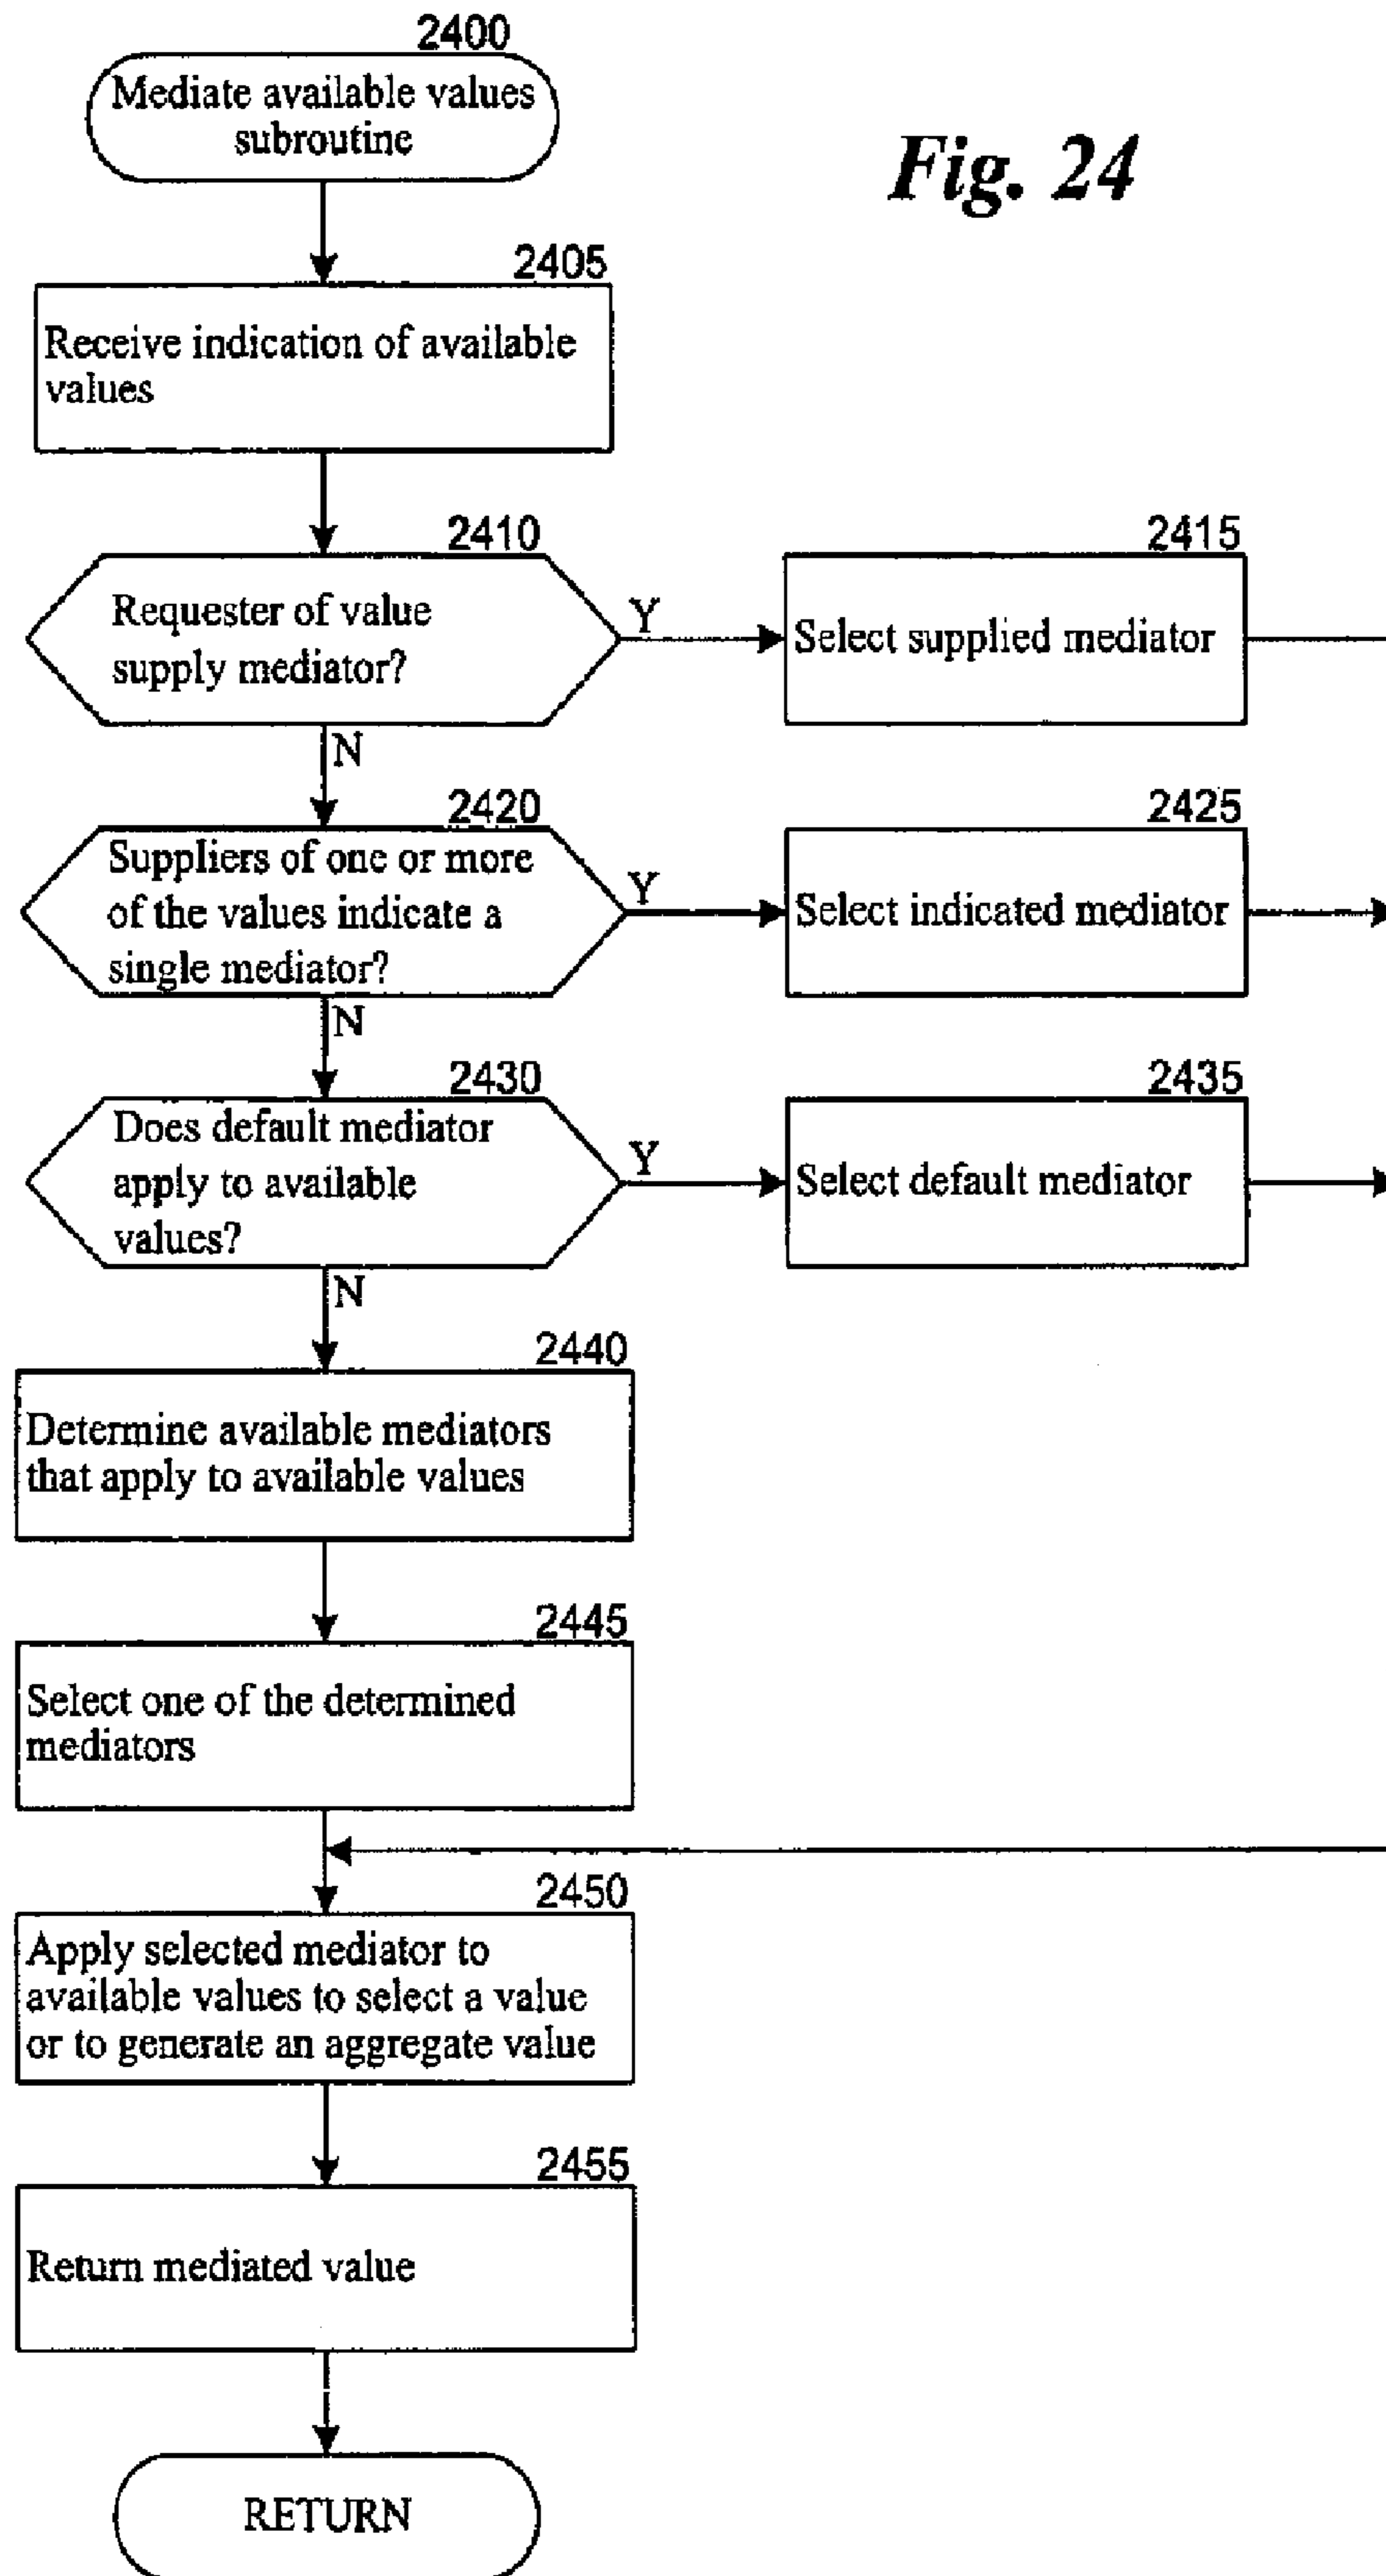 2400
Mediate available values
subroutine
Fig. 24
2405
Receive indication of available
values
2410
Requester of value
supply mediator?
Y
2415
Select supplied mediator
N
2420
Suppliers of one or more
of the values indicate a
single mediator?
Y
2425
Select indicated mediator
N
2430
Does default mediator
apply to available
values?
Y
2435
Select default mediator
N
2440
Determine available mediators
that apply to available values
2445
Select one of the determined
mediators
2450
Apply selected mediator to
available values to select a value
or to generate an aggregate value
2455
Return mediated value
RETURN